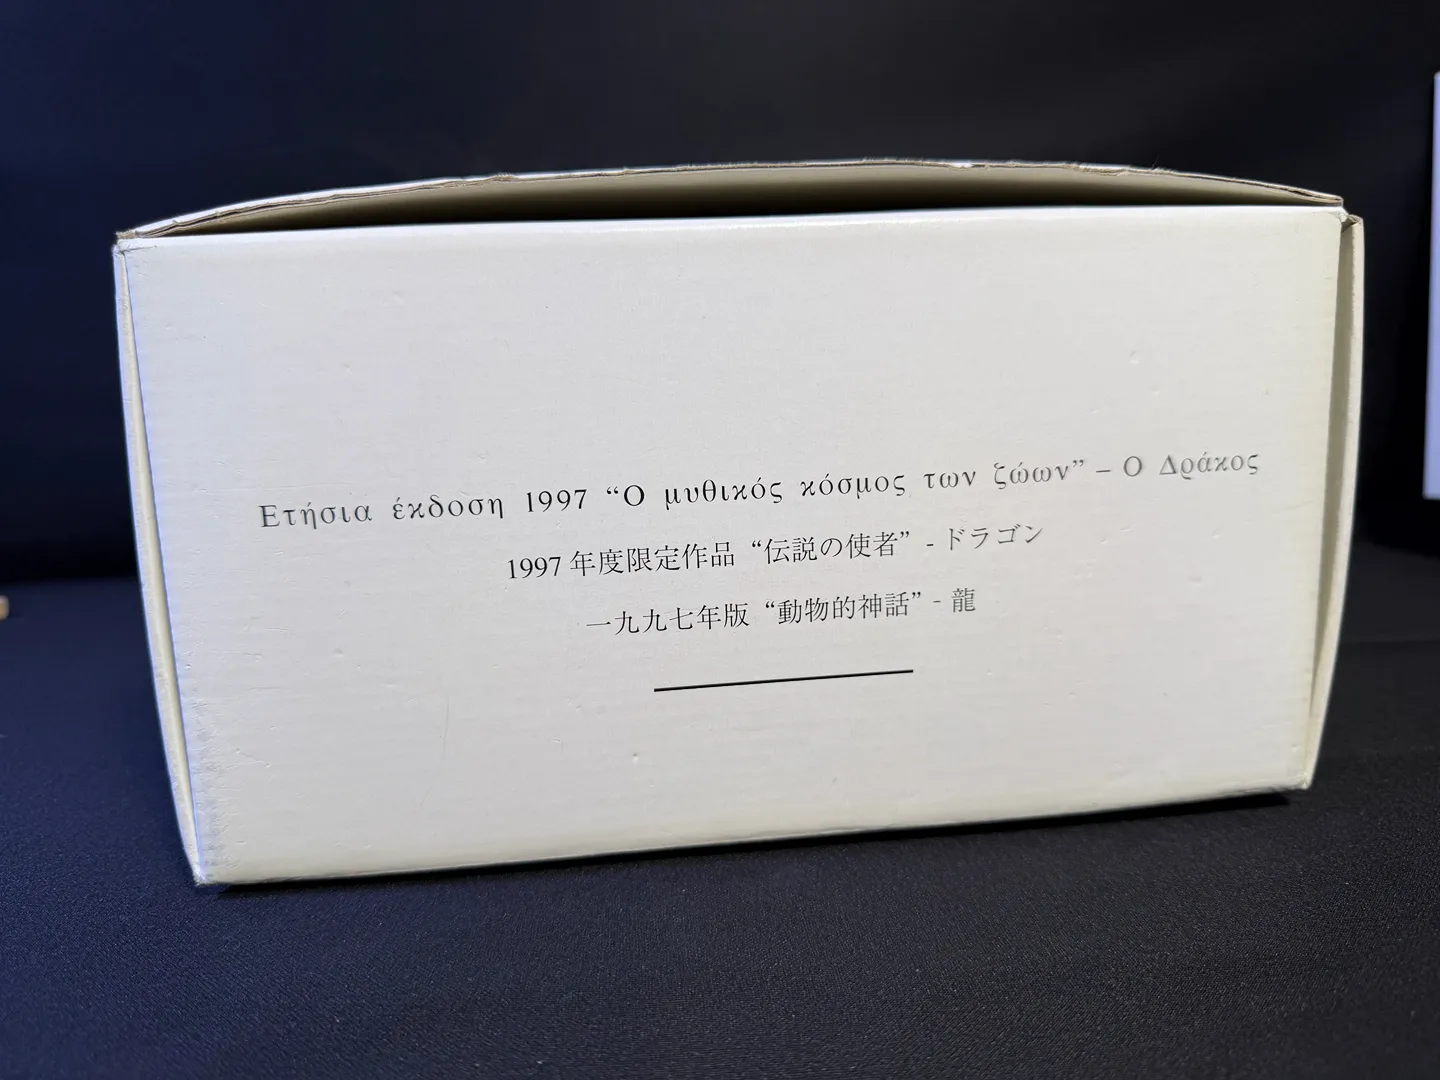 Ετήσια έκδοση 1997 “Ο μυθικός κόσμος των ζώων” – Ο Δράκος
1997 年度限定作品 “伝説の使者” - ドラゴン
一九九七年版 “動物的神話” - 龍